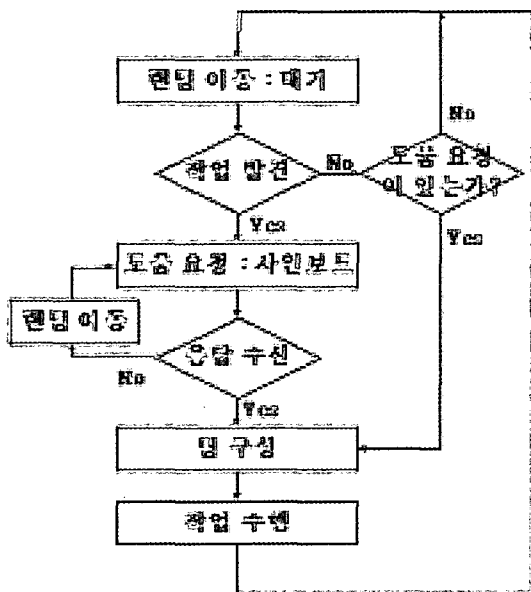 랜덤 이동 : 대기
No
작업 발견
No
도움 요청
이 있는가?
Yes
Yes
도움 요청 : 사인보드
랜덤 이동
응답 수신
No
Yes
팀 구성
작업 수행